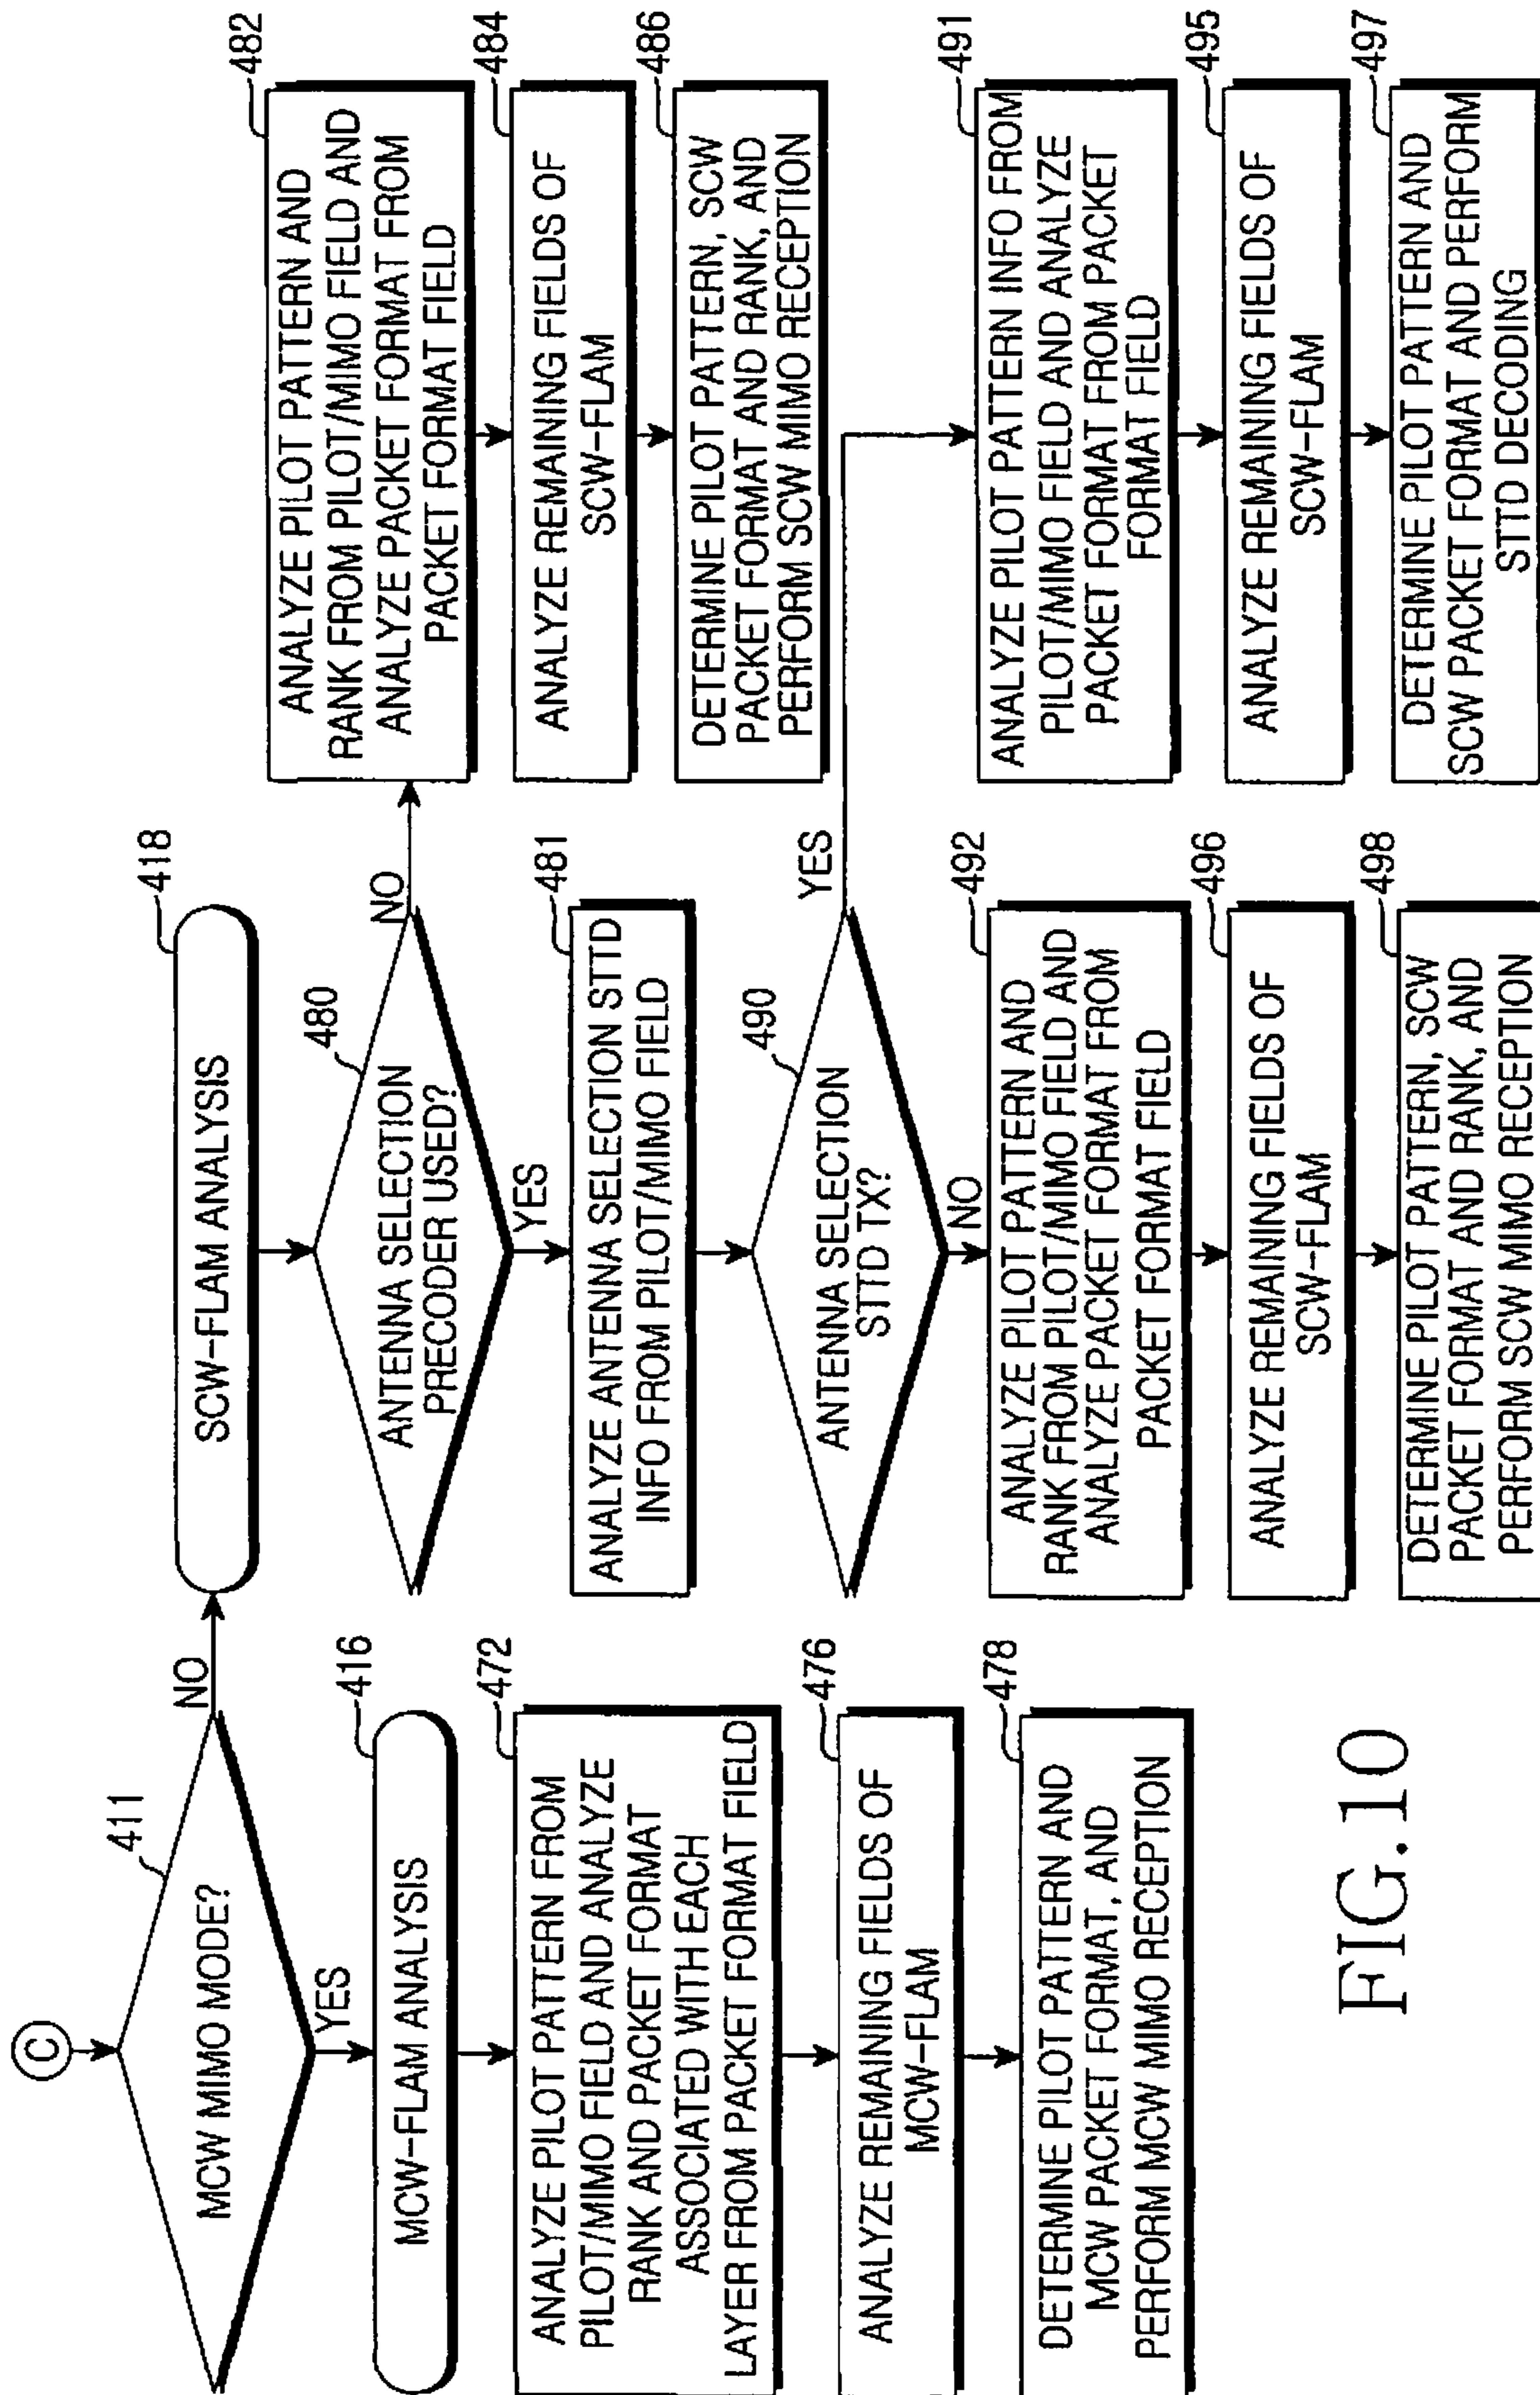 C
411
MCW MIMO MODE?
NO
YES
416
MCW-FLAM ANALYSIS
472
ANALYZE PILOT PATTERN FROM
PILOT/MIMO FIELD AND ANALYZE
RANK AND PACKET FORMAT
ASSOCIATED WITH EACH
LAYER FROM PACKET FORMAT FIELD
476
ANALYZE REMAINING FIELDS OF
MCW-FLAM
478
DETERMINE PILOT PATTERN AND
MCW PACKET FORMAT, AND
PERFORM MCW MIMO RECEPTION
418
SCW-FLAM ANALYSIS
480
ANTENNA SELECTION
PRECODER USED?
NO
YES
481
ANALYZE ANTENNA SELECTION STTD
INFO FROM PILOT/MIMO FIELD
490
ANTENNA SELECTION
STTD TX?
YES
NO
492
ANALYZE PILOT PATTERN AND
RANK FROM PILOT/MIMO FIELD AND
ANALYZE PACKET FORMAT FROM
PACKET FORMAT FIELD
496
ANALYZE REMAINING FIELDS OF
SCW-FLAM
498
DETERMINE PILOT PATTERN, SCW
PACKET FORMAT AND RANK, AND
PERFORM SCW MIMO RECEPTION
482
ANALYZE PILOT PATTERN AND
RANK FROM PILOT/MIMO FIELD AND
ANALYZE PACKET FORMAT FROM
PACKET FORMAT FIELD
484
ANALYZE REMAINING FIELDS OF
SCW-FLAM
486
DETERMINE PILOT PATTERN, SCW
PACKET FORMAT AND RANK, AND
PERFORM SCW MIMO RECEPTION
491
ANALYZE PILOT PATTERN INFO FROM
PILOT/MIMO FIELD AND ANALYZE
PACKET FORMAT FROM PACKET
FORMAT FIELD
495
ANALYZE REMAINING FIELDS OF
SCW-FLAM
497
DETERMINE PILOT PATTERN AND
SCW PACKET FORMAT AND PERFORM
STTD DECODING
FIG.10